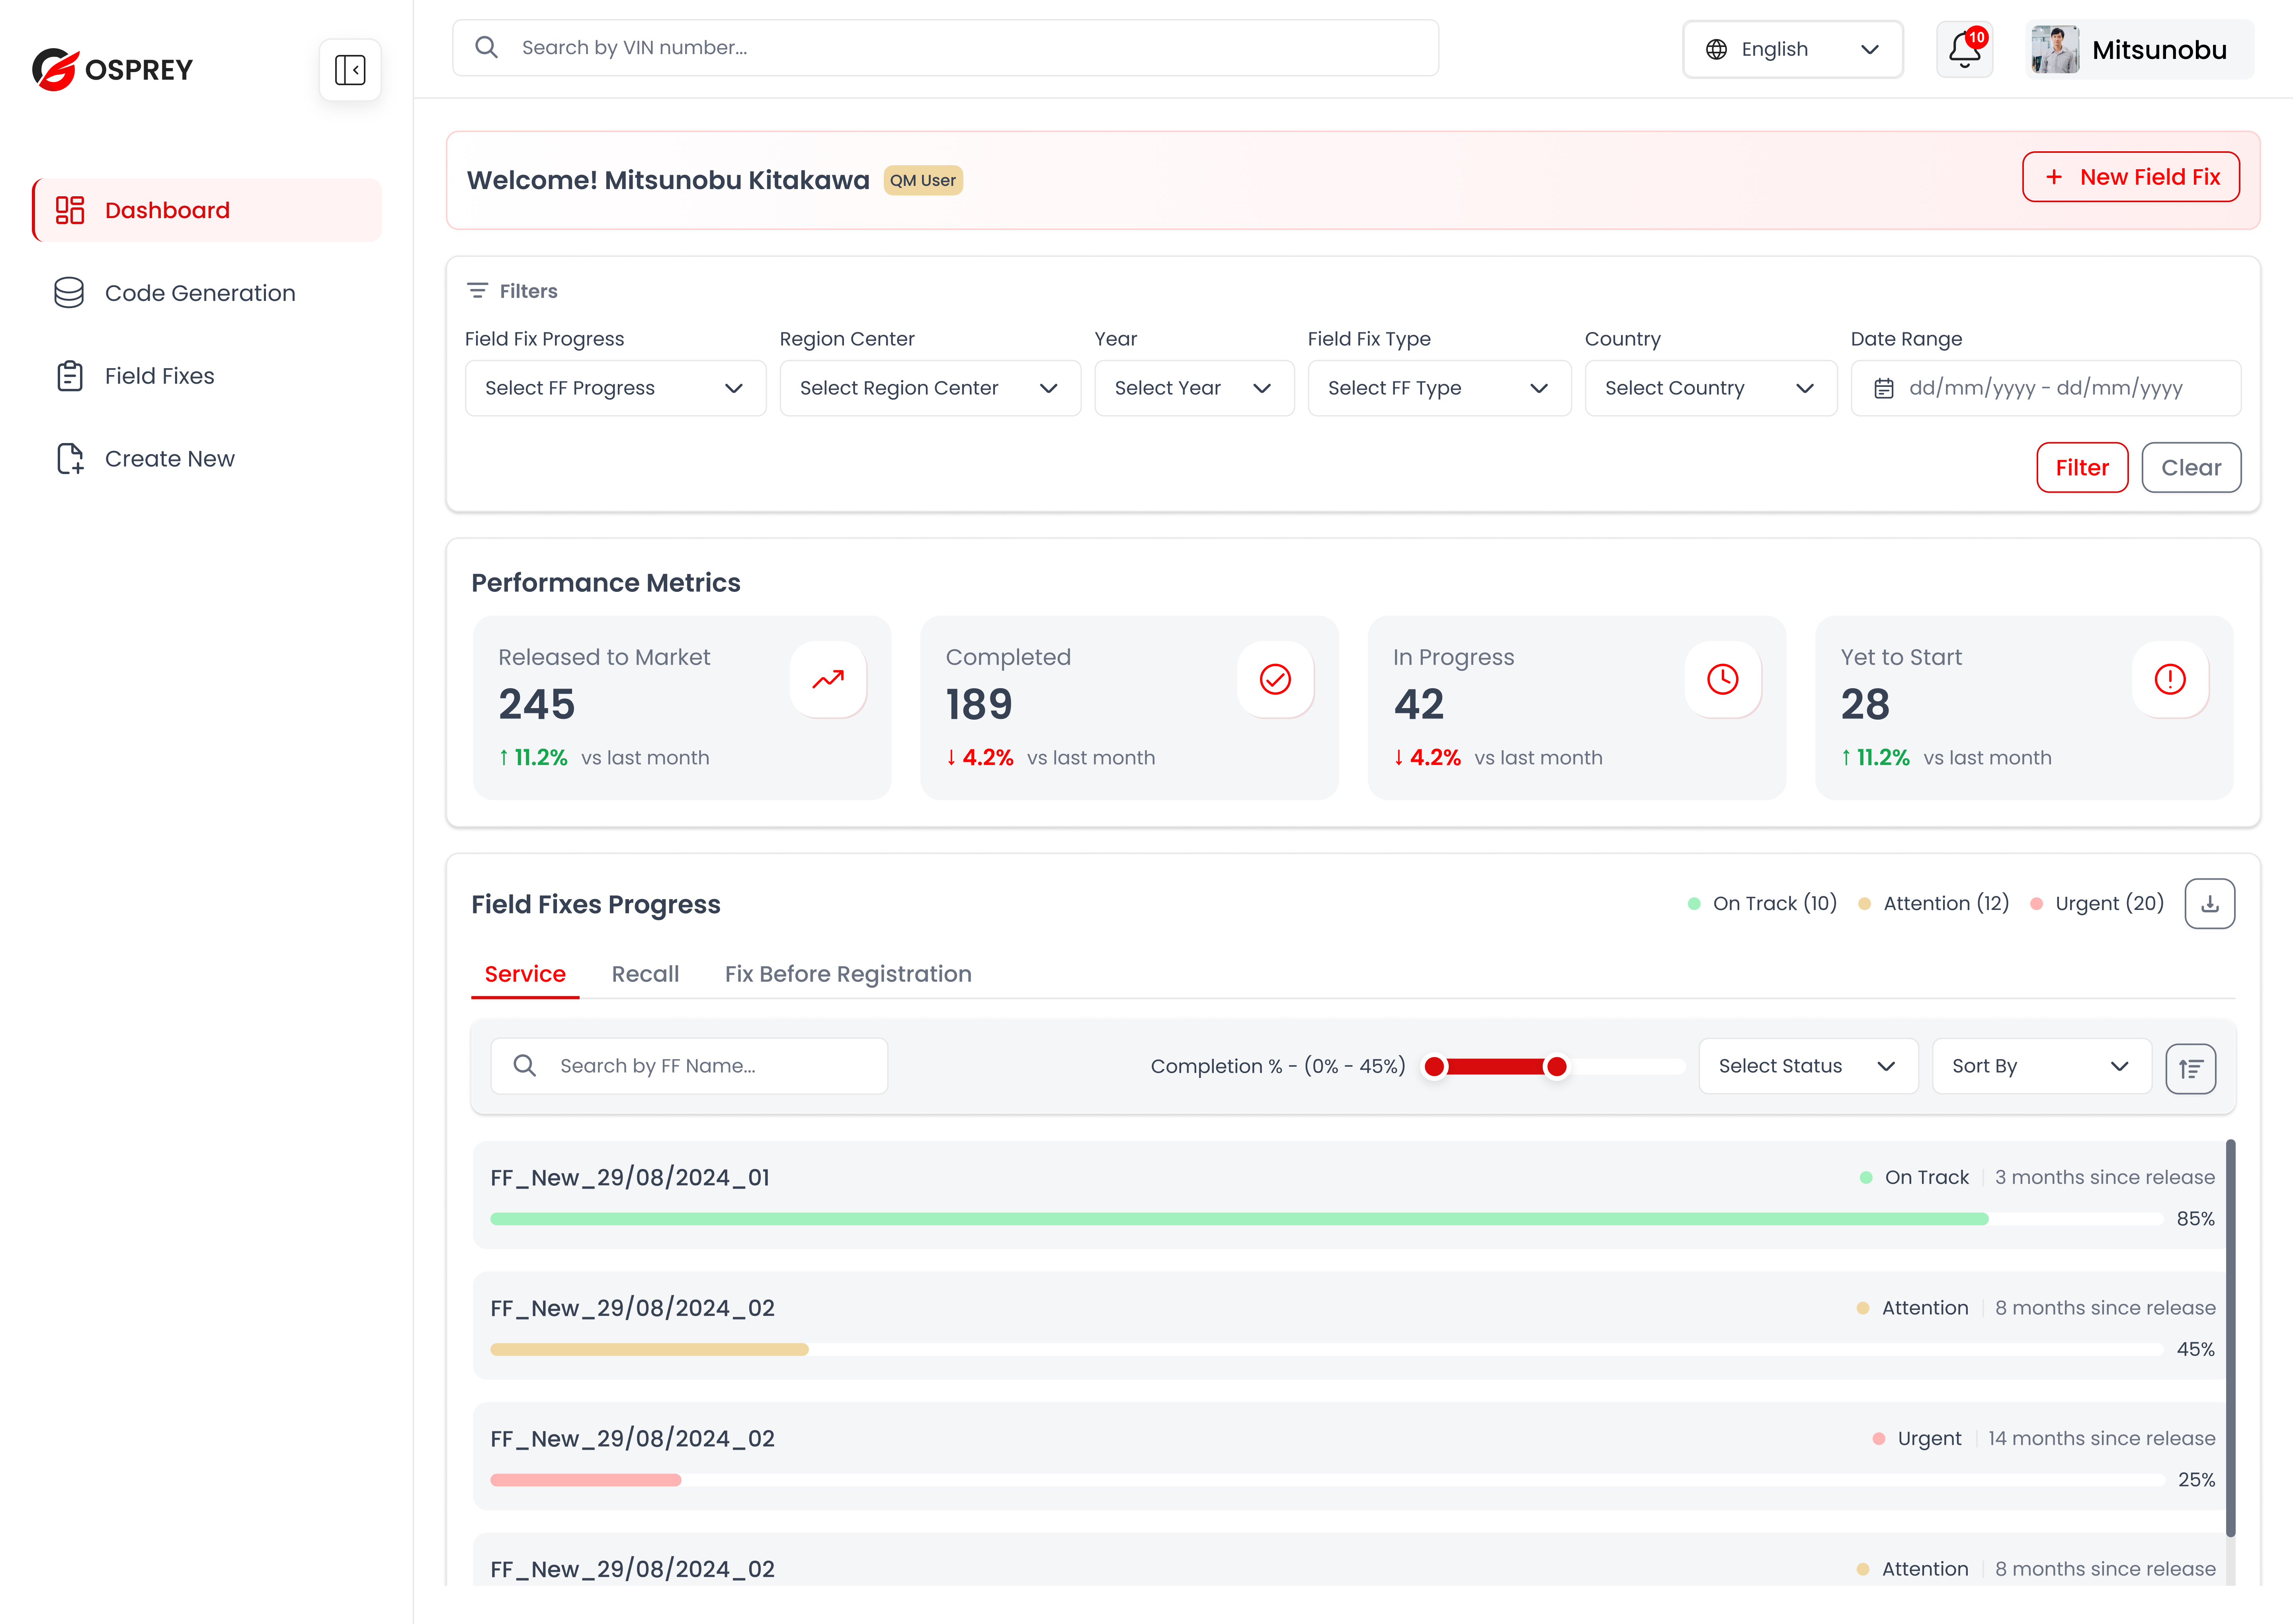 OSPREY
Search by VIN number...
English
10
Mitsunobu
Dashboard
Code Generation
Field Fixes
Create New
Welcome! Mitsunobu Kitakawa QM User
+ New Field Fix
Filters
Field Fix Progress Region Center Year Field Fix Type Country Date Range
Select FF Progress Select Region Center Select Year Select FF Type Select Country dd/mm/yyyy - dd/mm/yyyy
Filter Clear
Performance Metrics
Released to Market
245
↑ 11.2% vs last month
Completed
189
↓ 4.2% vs last month
In Progress
42
↓ 4.2% vs last month
Yet to Start
28
↑ 11.2% vs last month
Field Fixes Progress
On Track (10) Attention (12) Urgent (20)
Service Recall Fix Before Registration
Search by FF Name... Completion % - (0% - 45%) Select Status Sort By
FF_New_29/08/2024_01 On Track 3 months since release
85%
FF_New_29/08/2024_02 Attention 8 months since release
45%
FF_New_29/08/2024_02 Urgent 14 months since release
25%
FF_New_29/08/2024_02 Attention 8 months since release